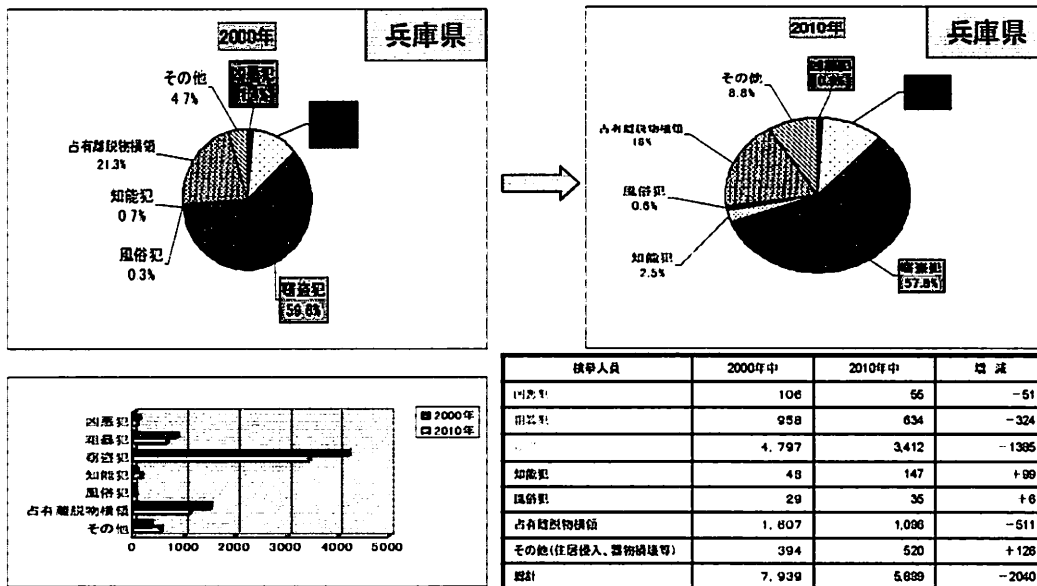 2000年
兵庫県
その他
4.7%
占有離脱物横領
21.3%
知能犯
0.7%
風俗犯
0.3%
窃盗犯
2010年
兵庫県
その他
8.8%
占有離脱物横領
風俗犯
0.6%
知能犯
2.5%
窃盗犯
凶悪犯
粗暴犯
窃盗犯
知能犯
風俗犯
占有離脱物横領
その他
0 1000 2000 3000 4000 5000
2000年
2010年
検挙人員 2000年中 2010年中 増減
凶悪犯 106 55 -51
粗暴犯 958 634 -324
4,797 3,412 -1385
知能犯 48 147 +99
風俗犯 29 35 +6
占有離脱物横領 1,607 1,096 -511
その他(住居侵入、器物損壊等) 394 520 +126
総計 7,939 -2040